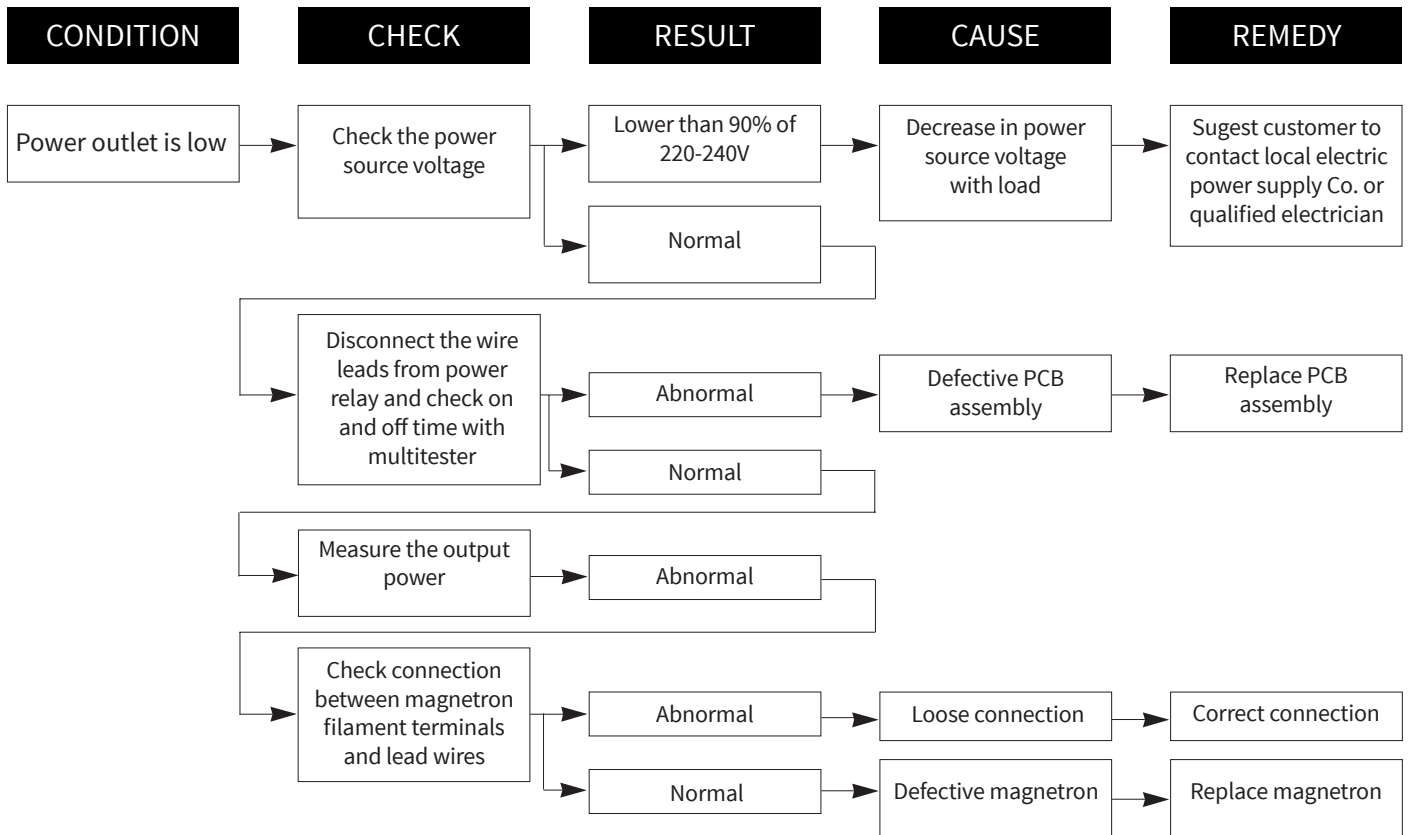 CONDITION
CHECK
RESULT
CAUSE
REMEDY
Power outlet is low
Check the power
source voltage
Lower than 90% of
220-240V
Decrease in power
source voltage
with load
Sugest customer to
contact local electric
power supply Co. or
qualified electrician
Normal
Disconnect the wire
leads from power
relay and check on
and off time with
multitester
Abnormal
Defective PCB
assembly
Replace PCB
assembly
Normal
Measure the output
power
Abnormal
Check connection
between magnetron
filament terminals
and lead wires
Abnormal
Loose connection
Correct connection
Normal
Defective magnetron
Replace magnetron